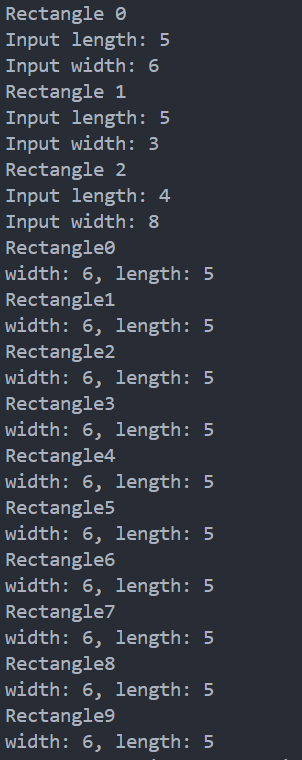 Rectangle 0
Input length: 5
Input width: 6
Rectangle 1
Input length: 5
Input width: 3
Rectangle 2
Input length: 4
Input width: 8
Rectangle0
width: 6, length: 5
Rectangle1
width: 6, length: 5
Rectangle2
width: 6, length: 5
Rectangle3
width: 6, length: 5
Rectangle4
width: 6, length: 5
Rectangle5
width: 6, length: 5
Rectangle6
width: 6, length: 5
Rectangle7
width: 6, length: 5
Rectangle8
width: 6, length: 5
Rectangle9
width: 6, length: 5